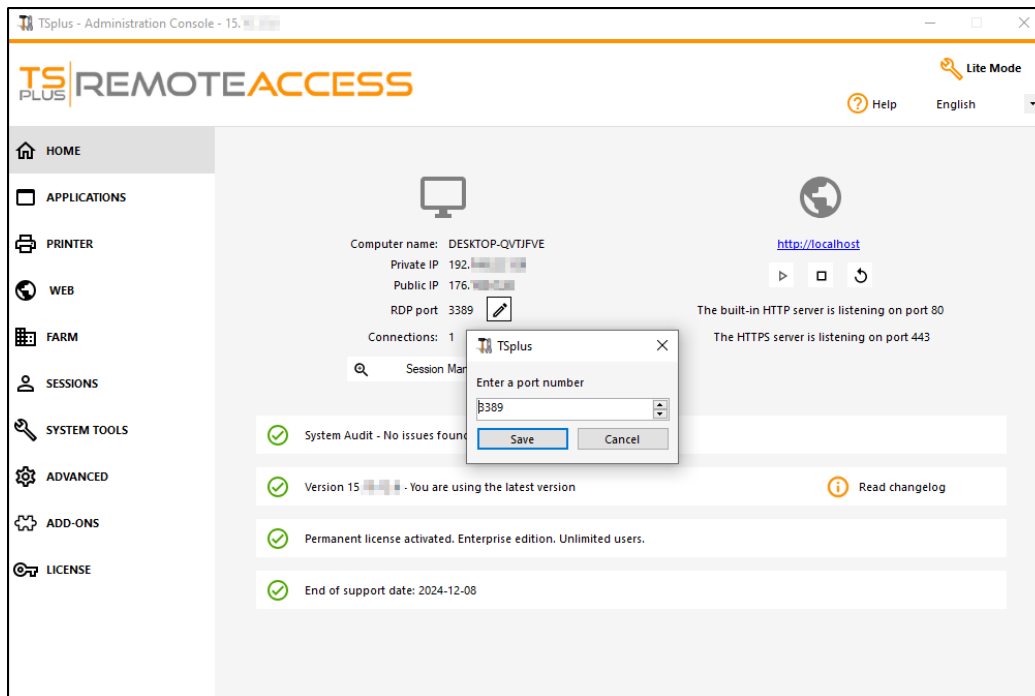 TSplus - Administration Console - 15.
TS PLUS REMOTEACCESS
Lite Mode
Help English
HOME
APPLICATIONS
PRINTER
WEB
FARM
SESSIONS
SYSTEM TOOLS
ADVANCED
ADD-ONS
LICENSE
Computer name: DESKTOP-QVTJFVE
Private IP 192.
Public IP 176.
RDP port 3389
Connections: 1
Session Man
http://localhost
The built-in HTTP server is listening on port 80
The HTTPS server is listening on port 443
TSplus
Enter a port number
3389
Save Cancel
System Audit - No issues found
Version 15 - You are using the latest version
Read changelog
Permanent license activated. Enterprise edition. Unlimited users.
End of support date: 2024-12-08